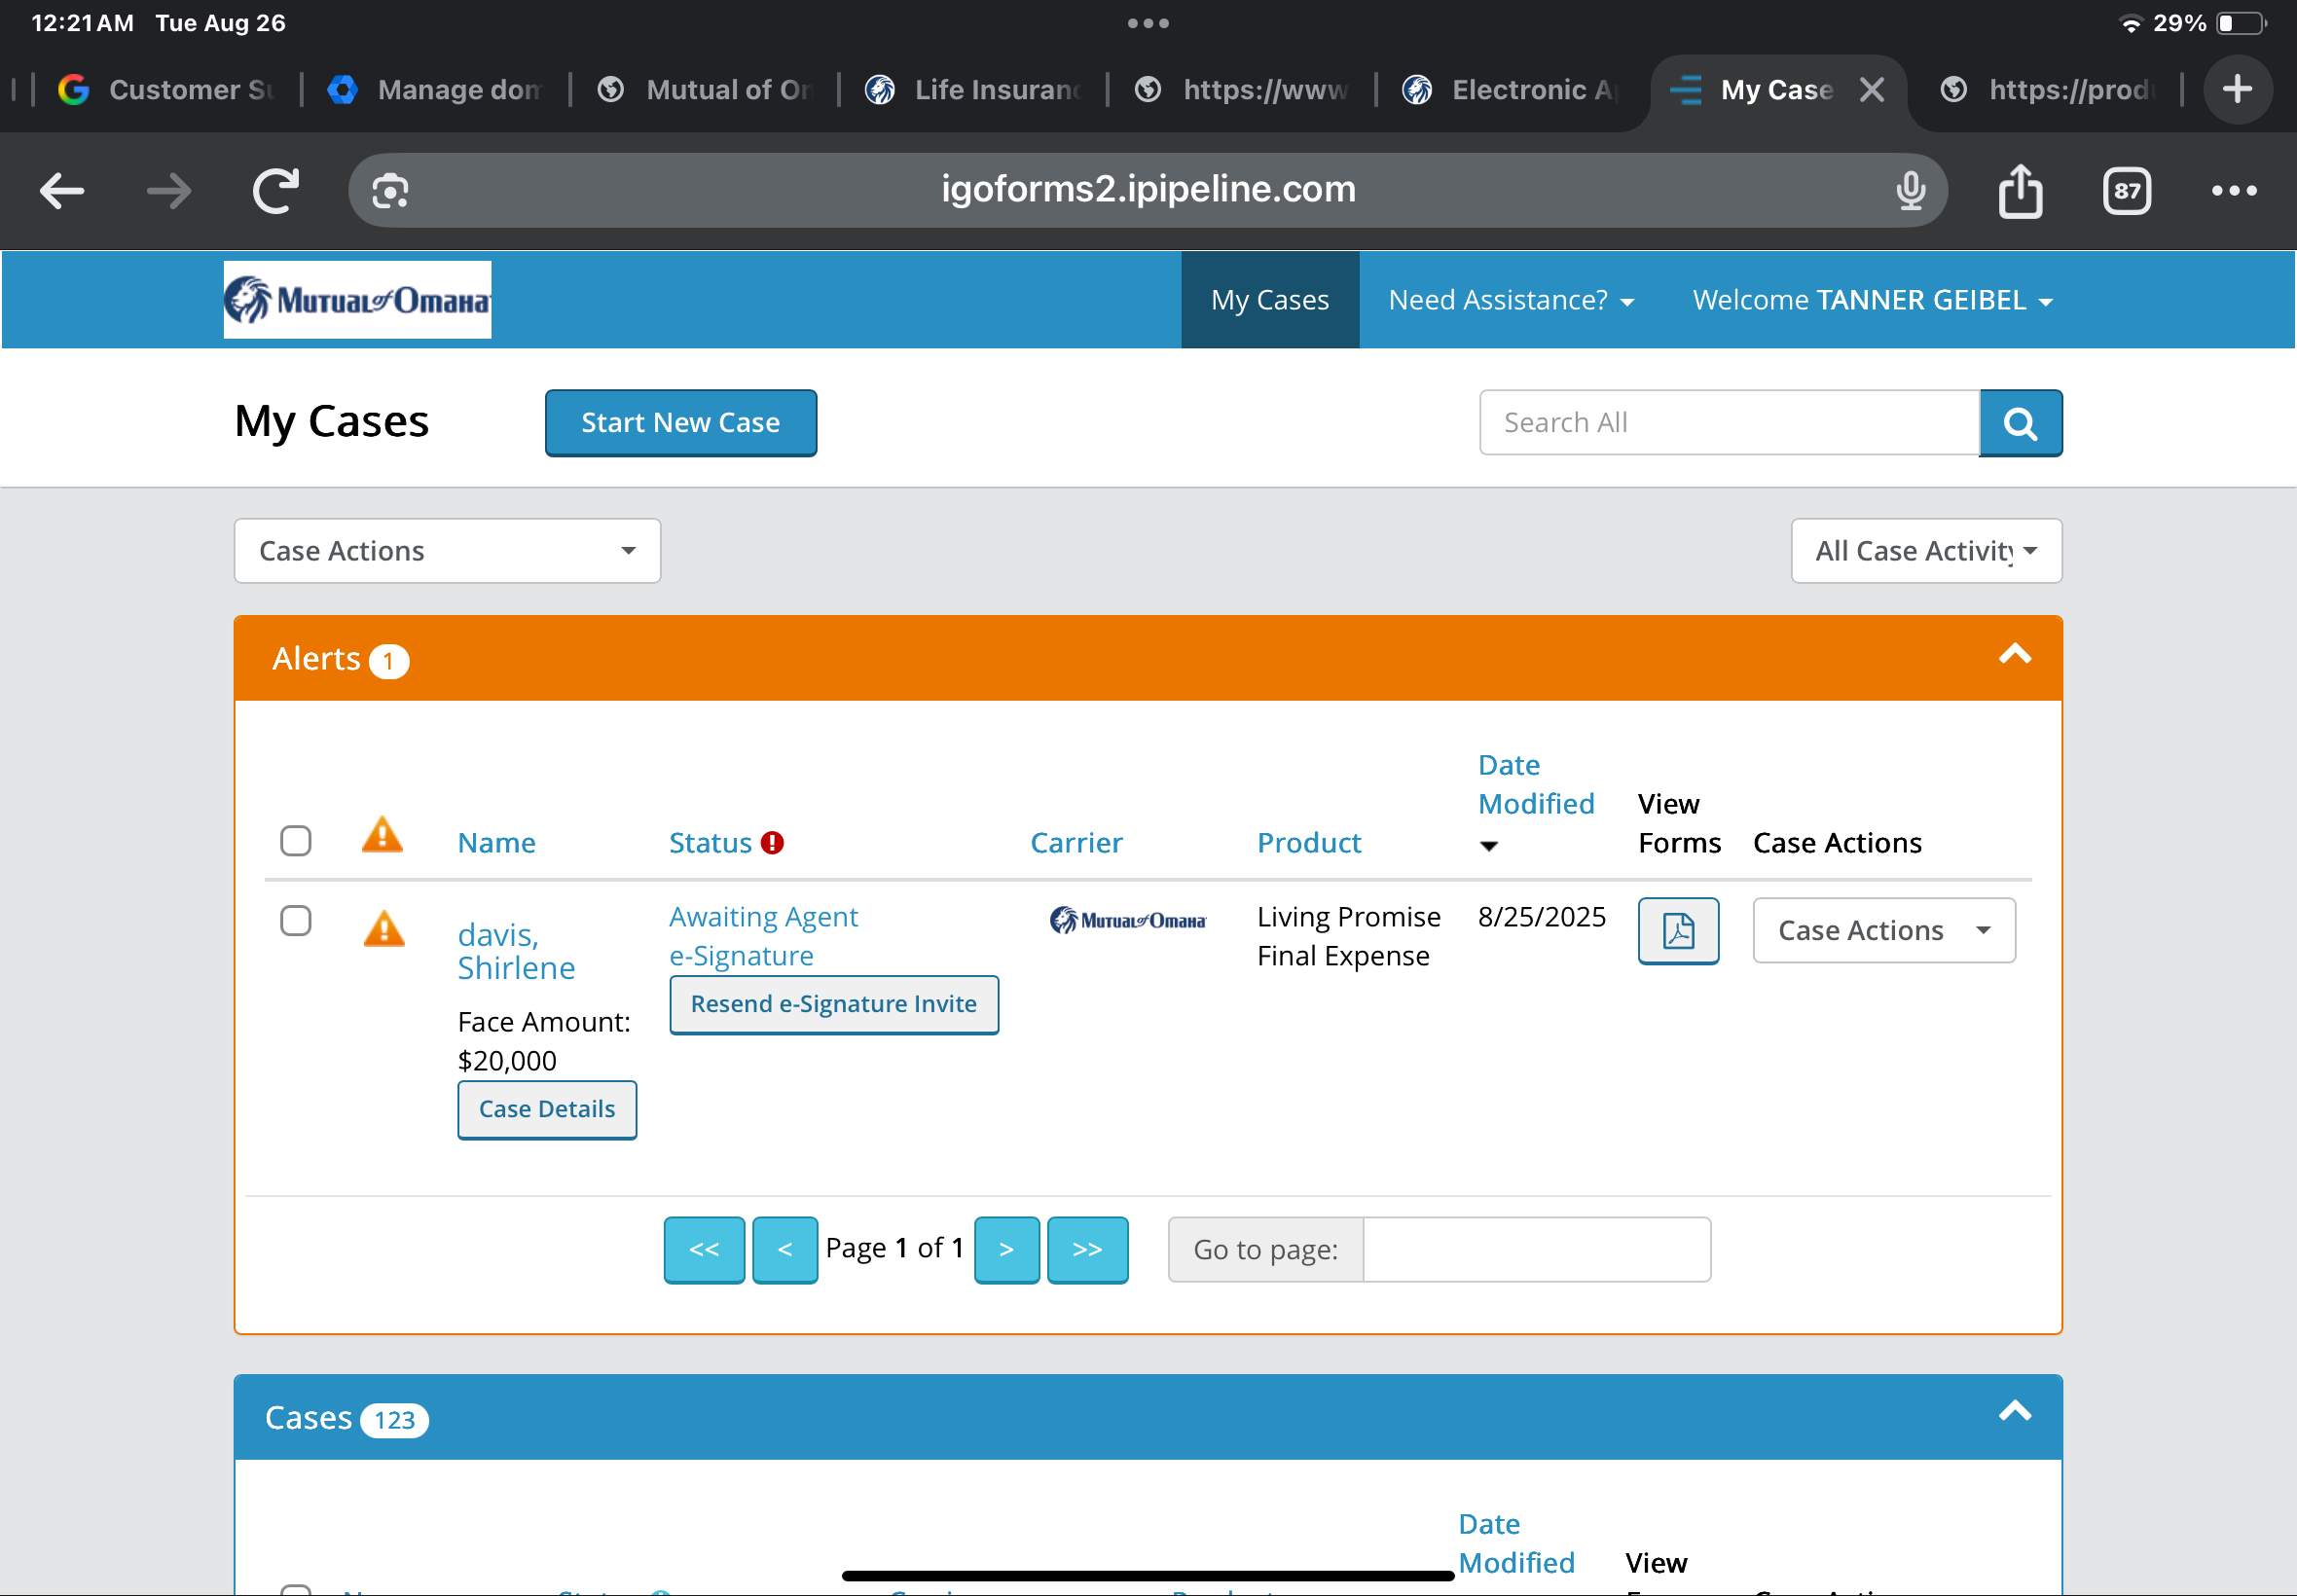 12:21 AM Tue Aug 26
29%
Customer Su
Manage dom
Mutual of Om
Life Insuranc
https://www
Electronic Ap
My Case
https://prod
igoforms2.ipipeline.com
87
Mutual of Omaha
My Cases
Need Assistance?
Welcome TANNER GEIBEL
My Cases
Start New Case
Search All
Case Actions
All Case Activity
Alerts 1
Name
Status
Carrier
Product
Date
Modified
View
Forms
Case Actions
davis,
Shirlene
Face Amount:
$20,000
Case Details
Awaiting Agent
e-Signature
Resend e-Signature Invite
Mutual of Omaha
Living Promise
Final Expense
8/25/2025
Case Actions
<<
<
Page 1 of 1
>
>>
Go to page:
Cases 123
Date
Modified
View